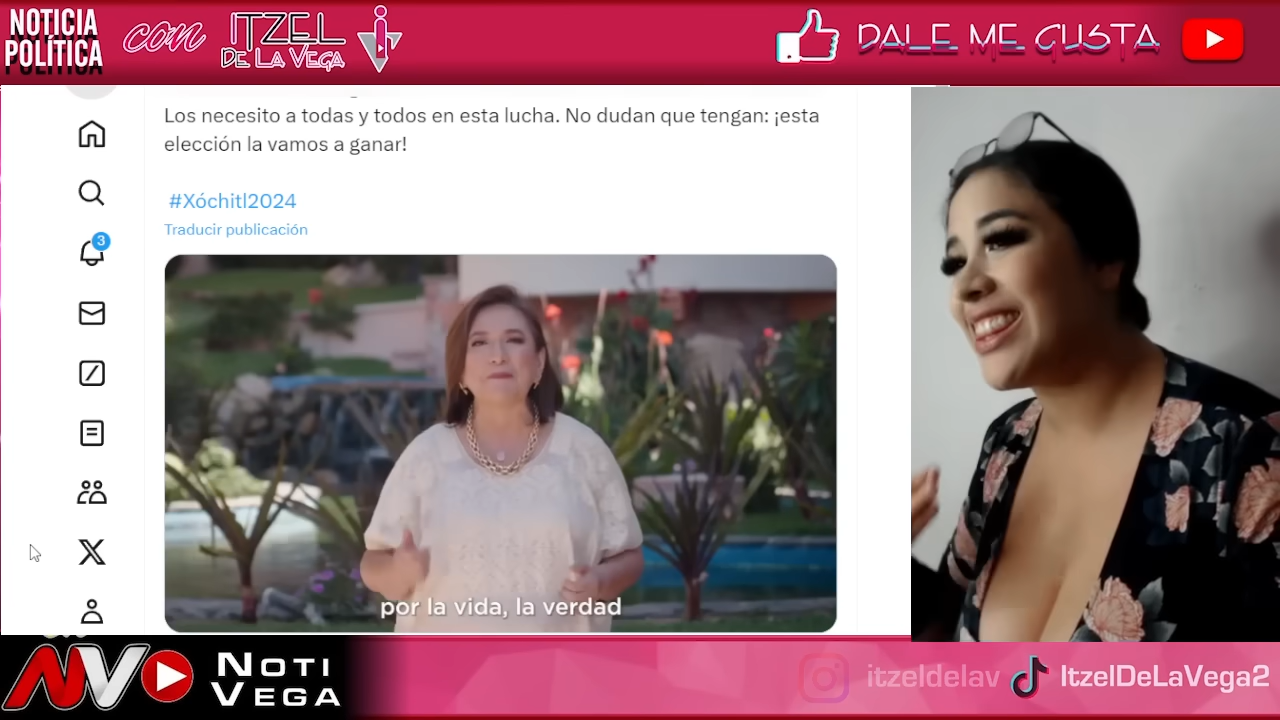 NOTICIA
POLÍTICA
con
ITZEL
DE LA VEGA
DALE ME GUSTA
Los necesito a todas y todos en esta lucha. No dudan que tengan: ¡esta
elección la vamos a ganar!
#Xóchitl2024
Traducir publicación
3
por la vida, la verdad
NV
NOTI
VEGA
itzeldelav
ItzelDeLaVega2